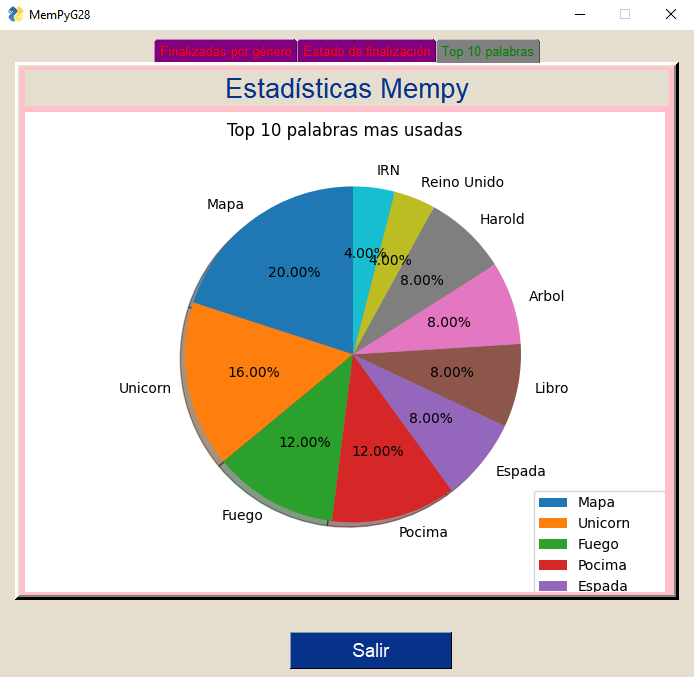 MemPyG28
Finalizadas por género Estado de finalización Top 10 palabras
Estadísticas Mempy
Top 10 palabras mas usadas
IRN
Reino Unido
Mapa
Harold
4.00%
4.00%
20.00%
8.00%
Arbol
8.00%
16.00%
8.00%
Unicorn
Libro
8.00%
12.00%
12.00%
Espada
Fuego
Pocima
Mapa
Unicorn
Fuego
Pocima
Espada
Salir